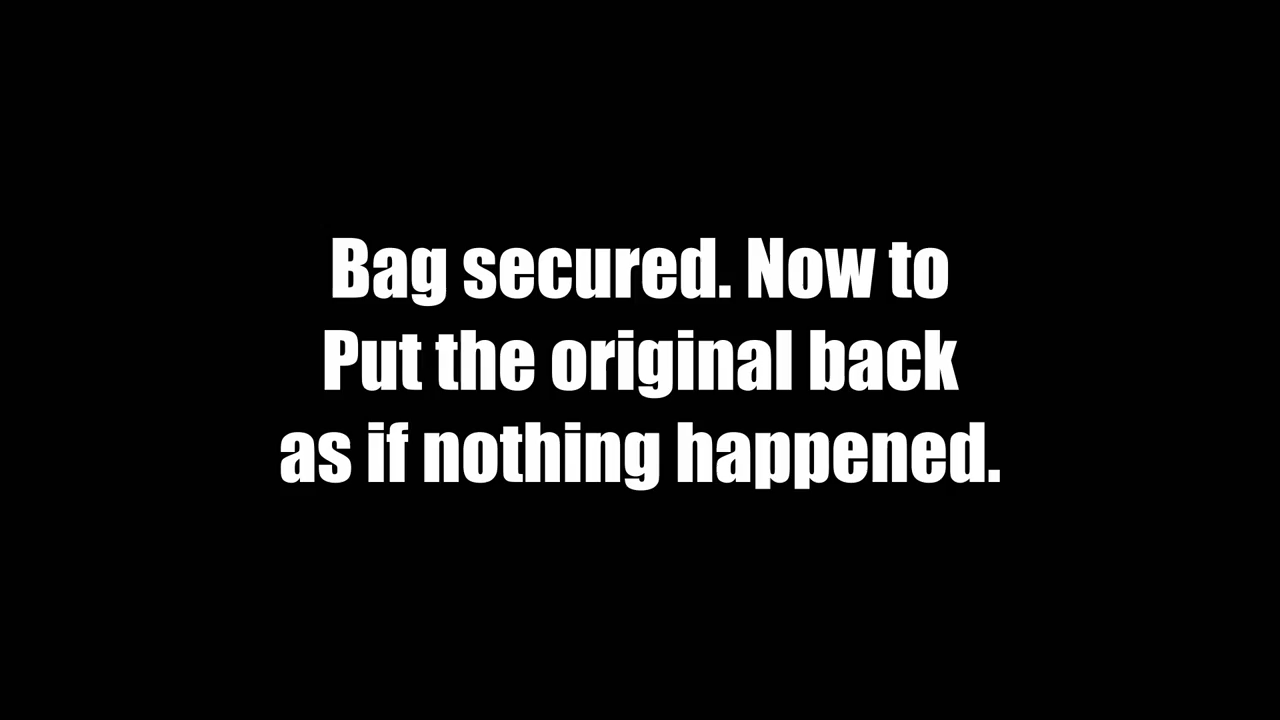 Bag secured. Now to
Put the original back
as if nothing happened.